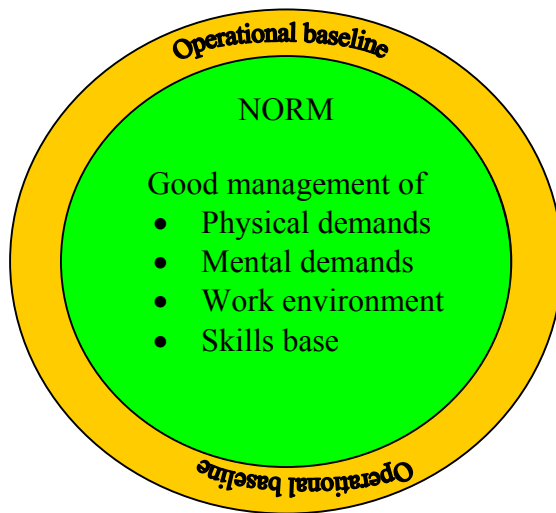 Operational baseline
NORM
Good management of
• Physical demands
• Mental demands
• Work environment
• Skills base
Operational baseline